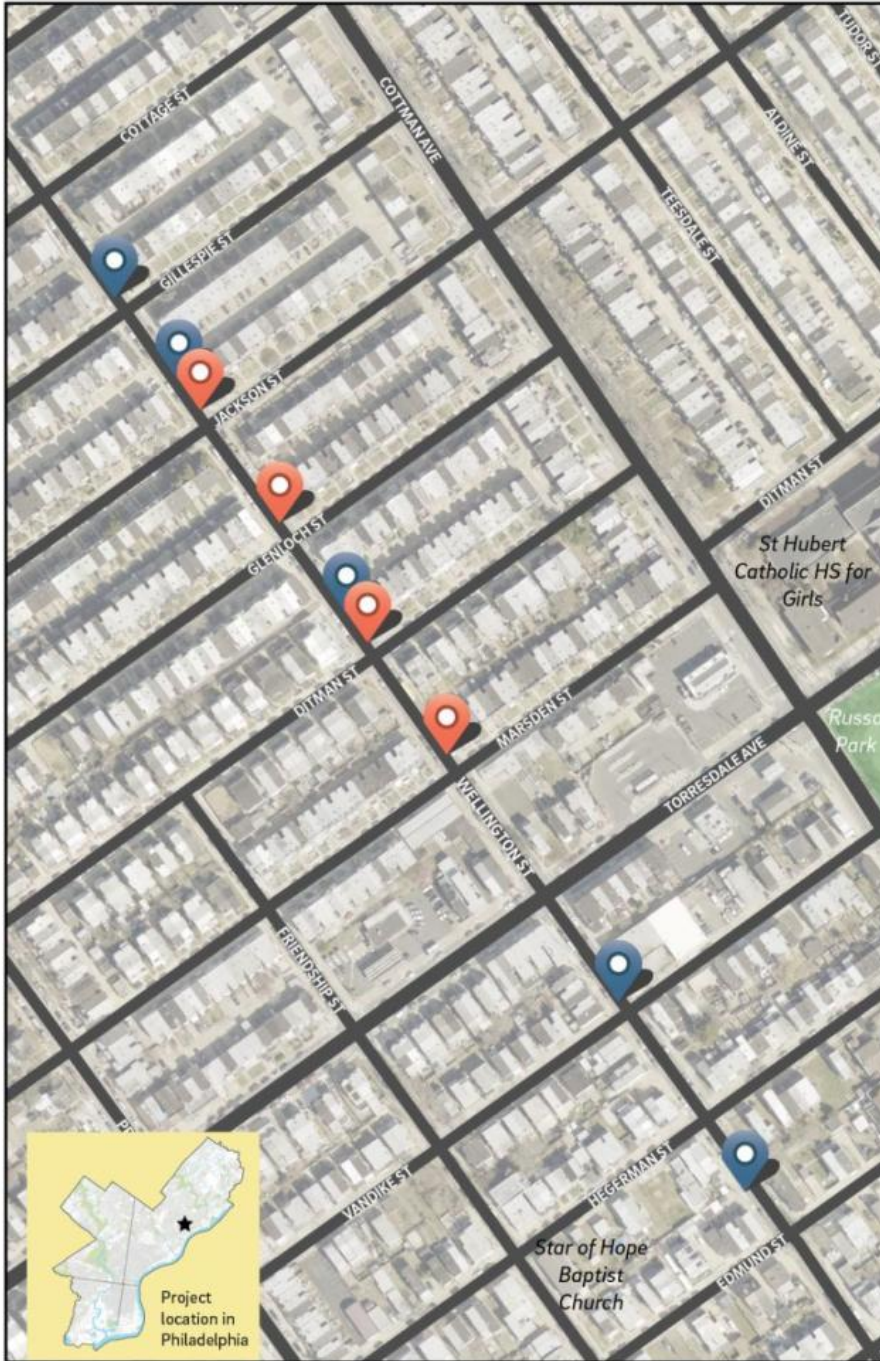 COTTAGE ST
COTTMAN AVE
TUDOR ST
ALDINE ST
TEESDALE ST
GILLESPIE ST
JACKSON ST
GLENLOCH ST
DITMAN ST
St Hubert
Catholic HS for
Girls
DITMAN ST
MARSDEN ST
Russo
Park
TORRESDALE AVE
WELLINGTON ST
FRIENDSHIP ST
VANDIKE ST
HEGERMAN ST
EDMUND ST
Star of Hope
Baptist
Church
Project
location in
Philadelphia